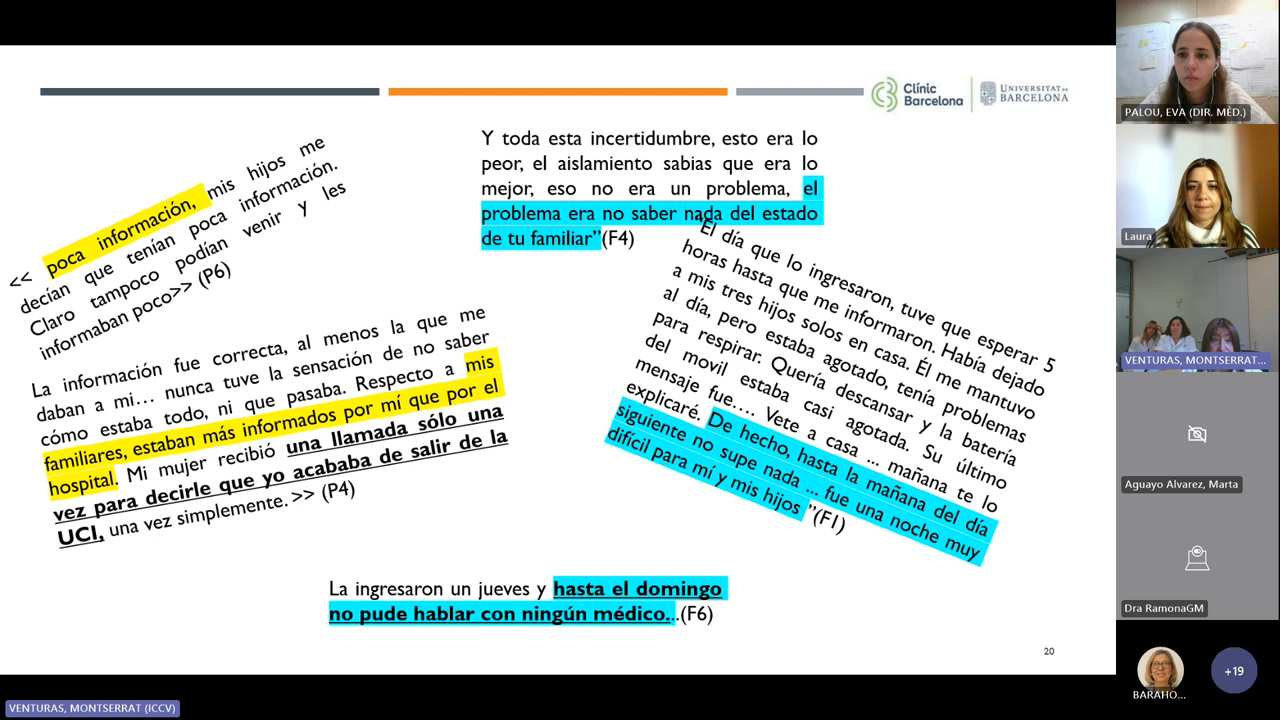 Clínic
Barcelona
UNIVERSITAT DE
BARCELONA
<< poca información, mis hijos me
decían que tenían poca información.
Claro tampoco podían venir y les
informaban poco>> (P6)
Y toda esta incertidumbre, esto era lo
peor, el aislamiento sabias que era lo
mejor, eso no era un problema, el
problema era no saber nada del estado
de tu familiar”(F4)
La información fue correcta, al menos la que me
daban a mi… nunca tuve la sensación de no saber
cómo estaba todo, ni que pasaba. Respecto a mis
familiares, estaban más informados por mí que por el
hospital. Mi mujer recibió una llamada sólo una
vez para decirle que yo acababa de salir de la
UCI, una vez simplemente. >> (P4)
“El día que lo ingresaron, tuve que esperar 5
horas hasta que me informaron. Había dejado
a mis tres hijos solos en casa. Él me mantuvo
al día, pero estaba agotado, tenía problemas
para respirar. Quería descansar y la batería
del movil estaba casi agotada. Su último
mensaje fue…. Vete a casa ... mañana te lo
explicaré. De hecho, hasta la mañana del día
siguiente no supe nada ... fue una noche muy
difícil para mí y mis hijos ”(F1)
La ingresaron un jueves y hasta el domingo
no pude hablar con ningún médico...(F6)
20
PALOU, EVA (DIR. MÈD.)
Laura
VENTURAS, MONTSERRAT...
Aguayo Alvarez, Marta
Dra RamonaGM
BARAHO...
+19
VENTURAS, MONTSERRAT (ICCV)